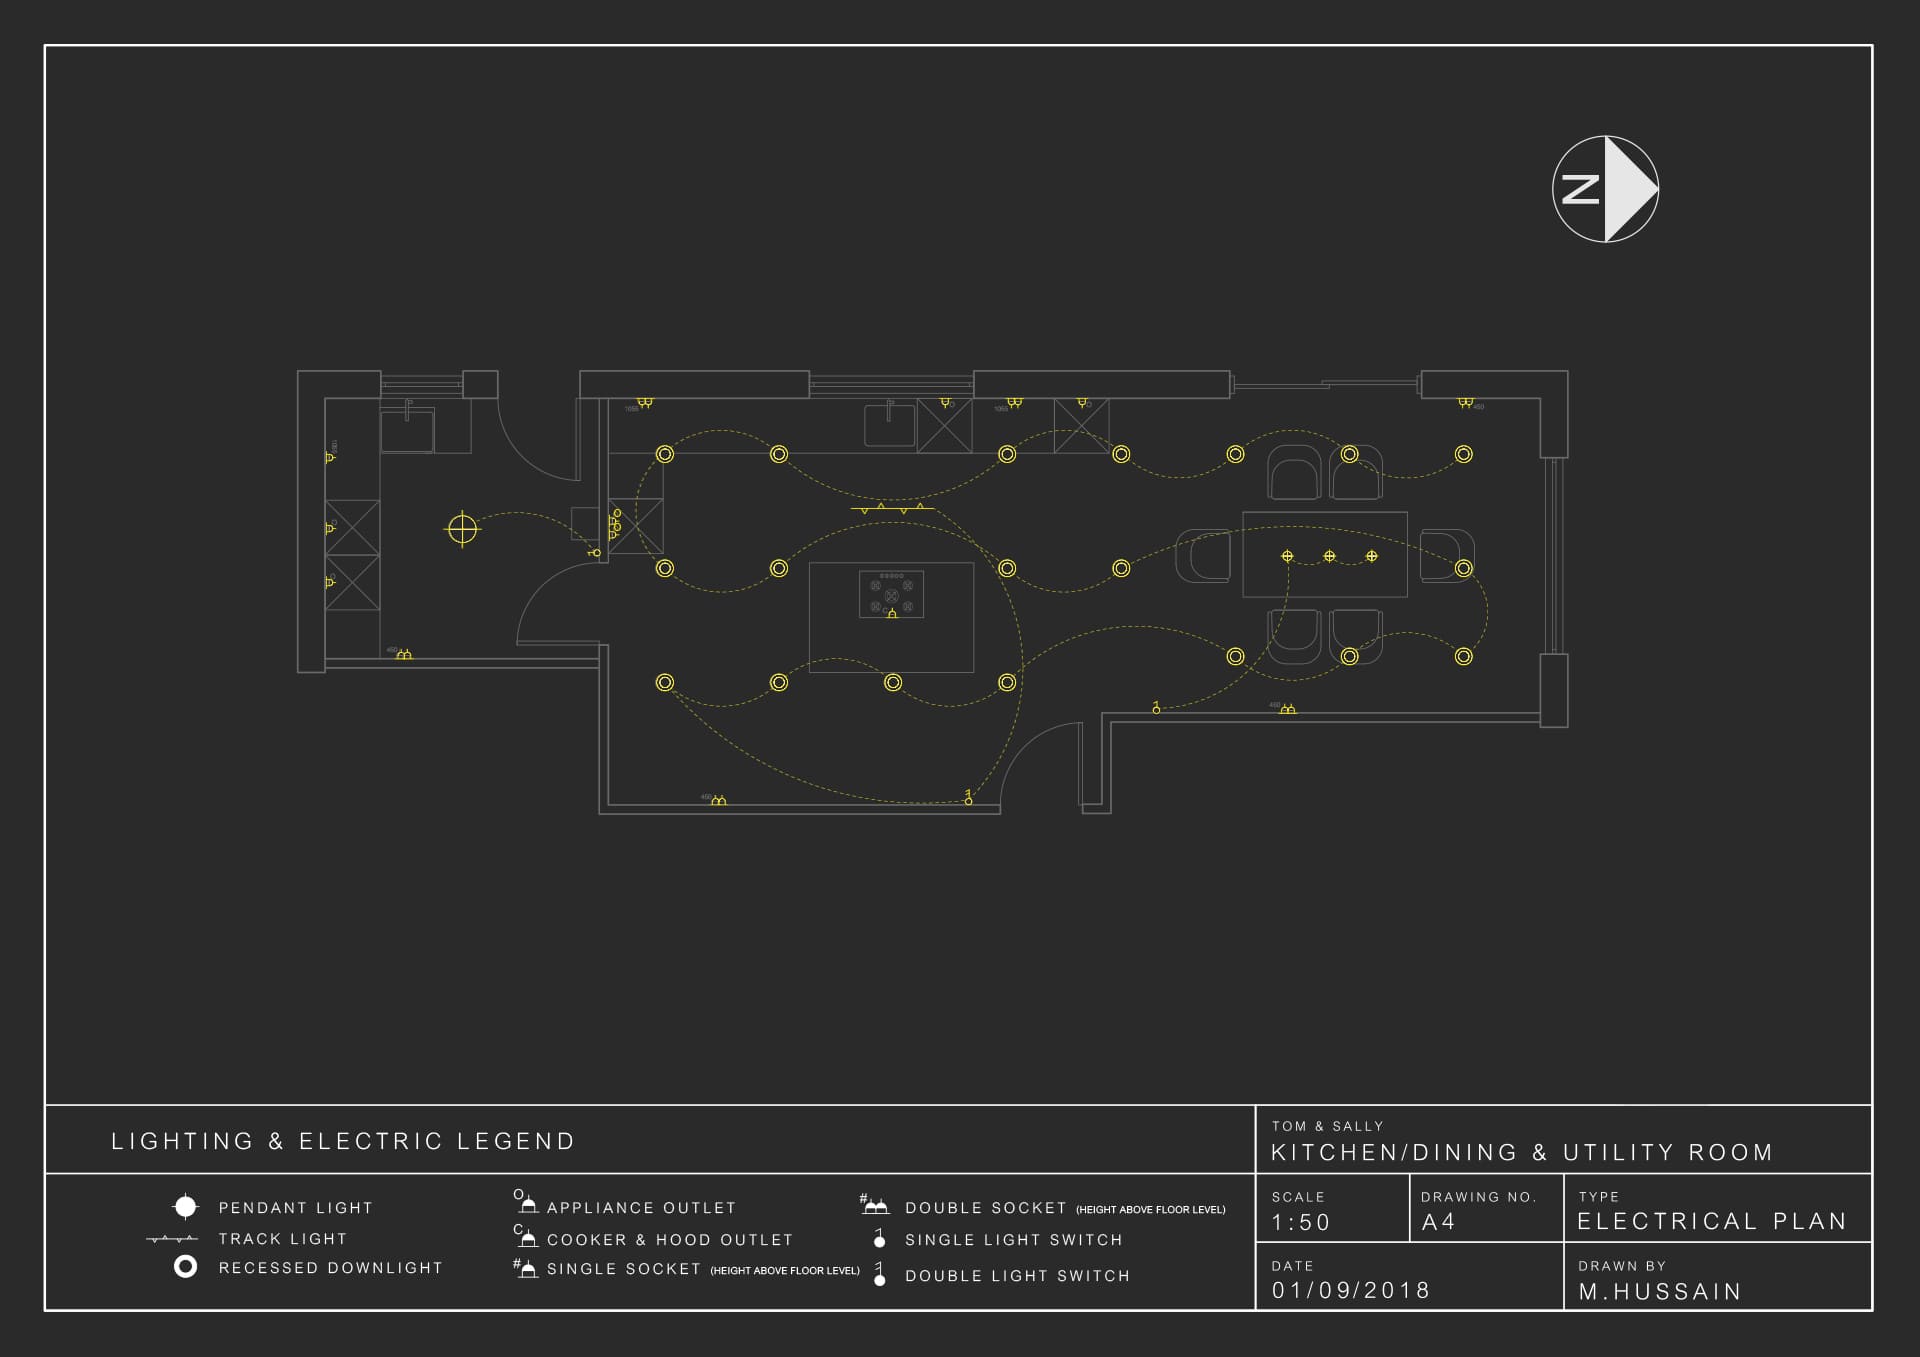 N
1055
1055
450
1050
450
450
450
C
LIGHTING & ELECTRIC LEGEND
TOM & SALLY
KITCHEN/DINING & UTILITY ROOM
PENDANT LIGHT
TRACK LIGHT
RECESSED DOWNLIGHT
O APPLIANCE OUTLET
C COOKER & HOOD OUTLET
# SINGLE SOCKET (HEIGHT ABOVE FLOOR LEVEL)
# DOUBLE SOCKET (HEIGHT ABOVE FLOOR LEVEL)
SINGLE LIGHT SWITCH
DOUBLE LIGHT SWITCH
SCALE
1:50
DRAWING NO.
A4
TYPE
ELECTRICAL PLAN
DATE
01/09/2018
DRAWN BY
M.HUSSAIN